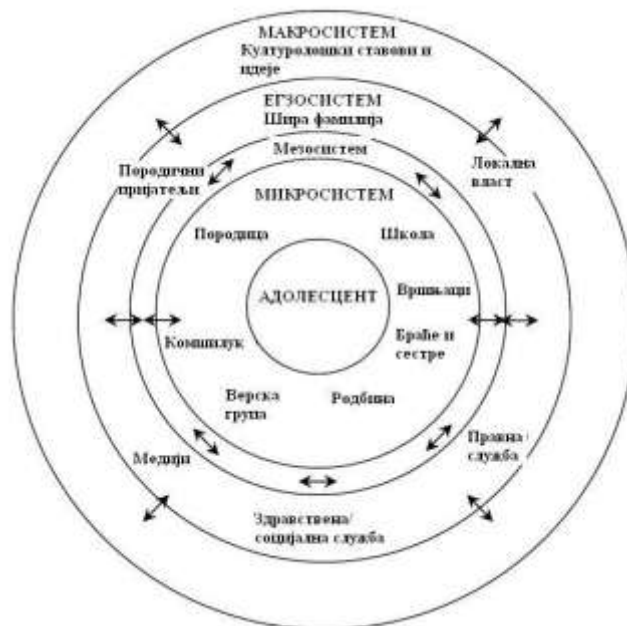 МАКРОСИСТЕМ
Културолошки ставови и
идеје
ЕГЗОСИСТЕМ
Шира фамилија
Мезосистем
Породични
пријатељи
Локална
власт
МИКРОСИСТЕМ
Породица
Школа
АДОЛЕСЦЕНТ
Вршњаци
Комшилук
Браће и
сестре
Верска
група
Родбина
Медији
Правна/
служба
Здравствена/
социјална служба